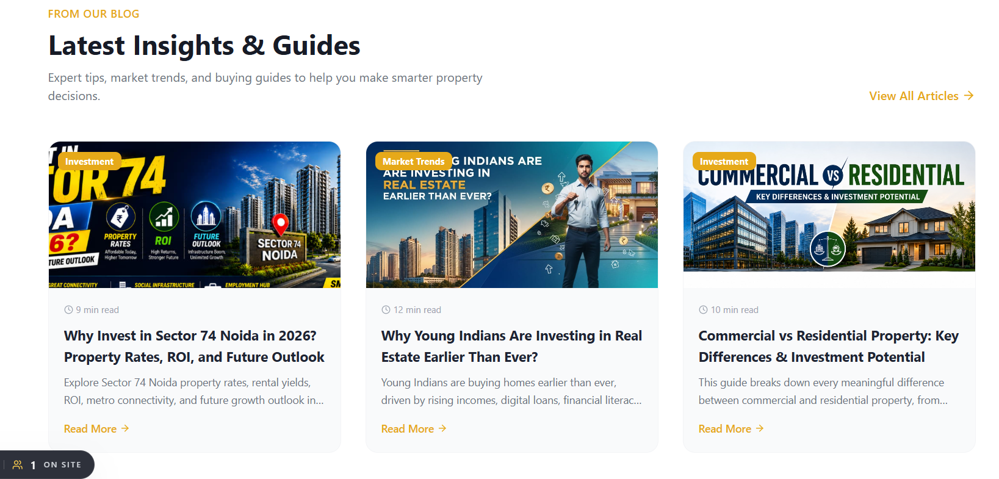 FROM OUR BLOG
Latest Insights & Guides
Expert tips, market trends, and buying guides to help you make smarter property
decisions.
View All Articles
Investment
T IN
OR 74
DA
6?
TURE OUTLOOK
PROPERTY
RATES
Affordable Today,
Higher Tomorrow
ROI
High Returns,
Stronger Future
FUTURE
OUTLOOK
Infrastructure Boom,
Unlimited Growth
SECTOR 74
NOIDA
GREAT CONNECTIVITY
SOCIAL INFRASTRUCTURE
EMPLOYMENT HUB
SM
9 min read
Why Invest in Sector 74 Noida in 2026?
Property Rates, ROI, and Future Outlook
Explore Sector 74 Noida property rates, rental yields,
ROI, metro connectivity, and future growth outlook in...
Read More
Market Trends
G INDIANS ARE
ARE INVESTING IN
REAL ESTATE
EARLIER THAN EVER?
12 min read
Why Young Indians Are Investing in Real
Estate Earlier Than Ever?
Young Indians are buying homes earlier than ever,
driven by rising incomes, digital loans, financial literac...
Read More
Investment
COMMERCIAL VS RESIDENTIAL
KEY DIFFERENCES & INVESTMENT POTENTIAL
10 min read
Commercial vs Residential Property: Key
Differences & Investment Potential
This guide breaks down every meaningful difference
between commercial and residential property, from...
Read More
1 ON SITE